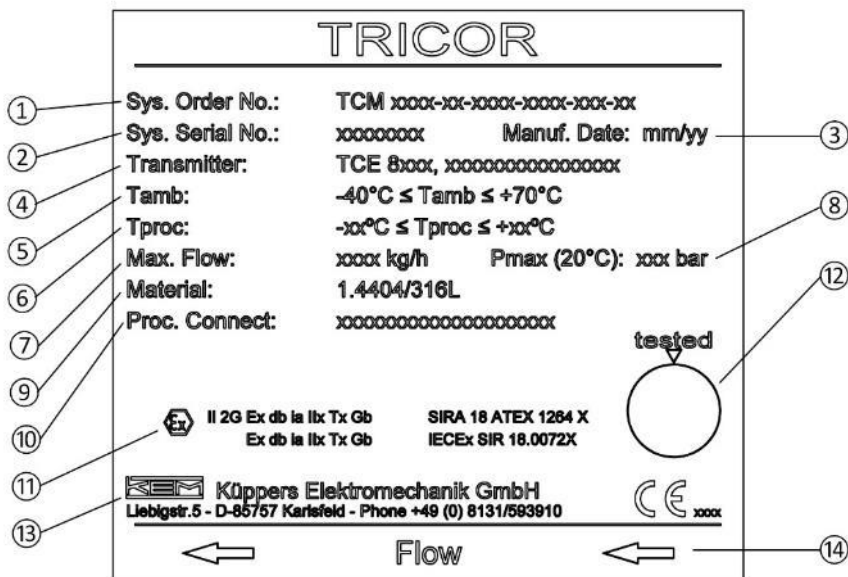 TRICOR
① Sys. Order No.: TCM xxxx-xx-xxxx-xxxx-xxx-xx
② Sys. Serial No.: xxxxxxxx Manuf. Date: mm/yy ③
④ Transmitter: TCE 8xxx, xxxxxxxxxxxxxxxx
⑤ Tamb: -40°C ≤ Tamb ≤ +70°C
⑥ Tproc: -xx°C ≤ Tproc ≤ +xx°C
⑦ Max. Flow: xxxx kg/h Pmax (20°C): xxx bar ⑧
⑨ Material: 1.4404/316L
⑩ Proc. Connect: xxxxxxxxxxxxxxxxxxxxx
tested ⑫
⑪ Ex II 2G Ex db ia IIx Tx Gb SIRA 18 ATEX 1264 X
Ex db ia IIx Tx Gb IECEx SIR 18.0072X
⑬ KEM Küppers Elektromechanik GmbH
Liebigstr.5 - D-85757 Karlsfeld - Phone +49 (0) 8131/593910 CE xxxx
Flow ⑭